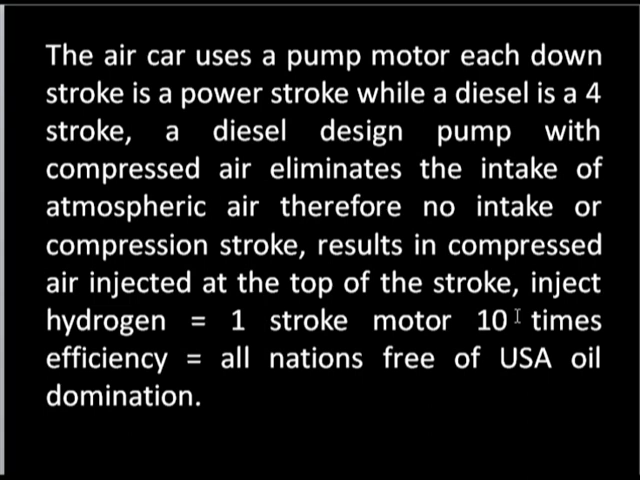 The air car uses a pump motor each down
stroke is a power stroke while a diesel is a 4
stroke, a diesel design pump with
compressed air eliminates the intake of
atmospheric air therefore no intake or
compression stroke, results in compressed
air injected at the top of the stroke, inject
hydrogen = 1 stroke motor 10 times
efficiency = all nations free of USA oil
domination.